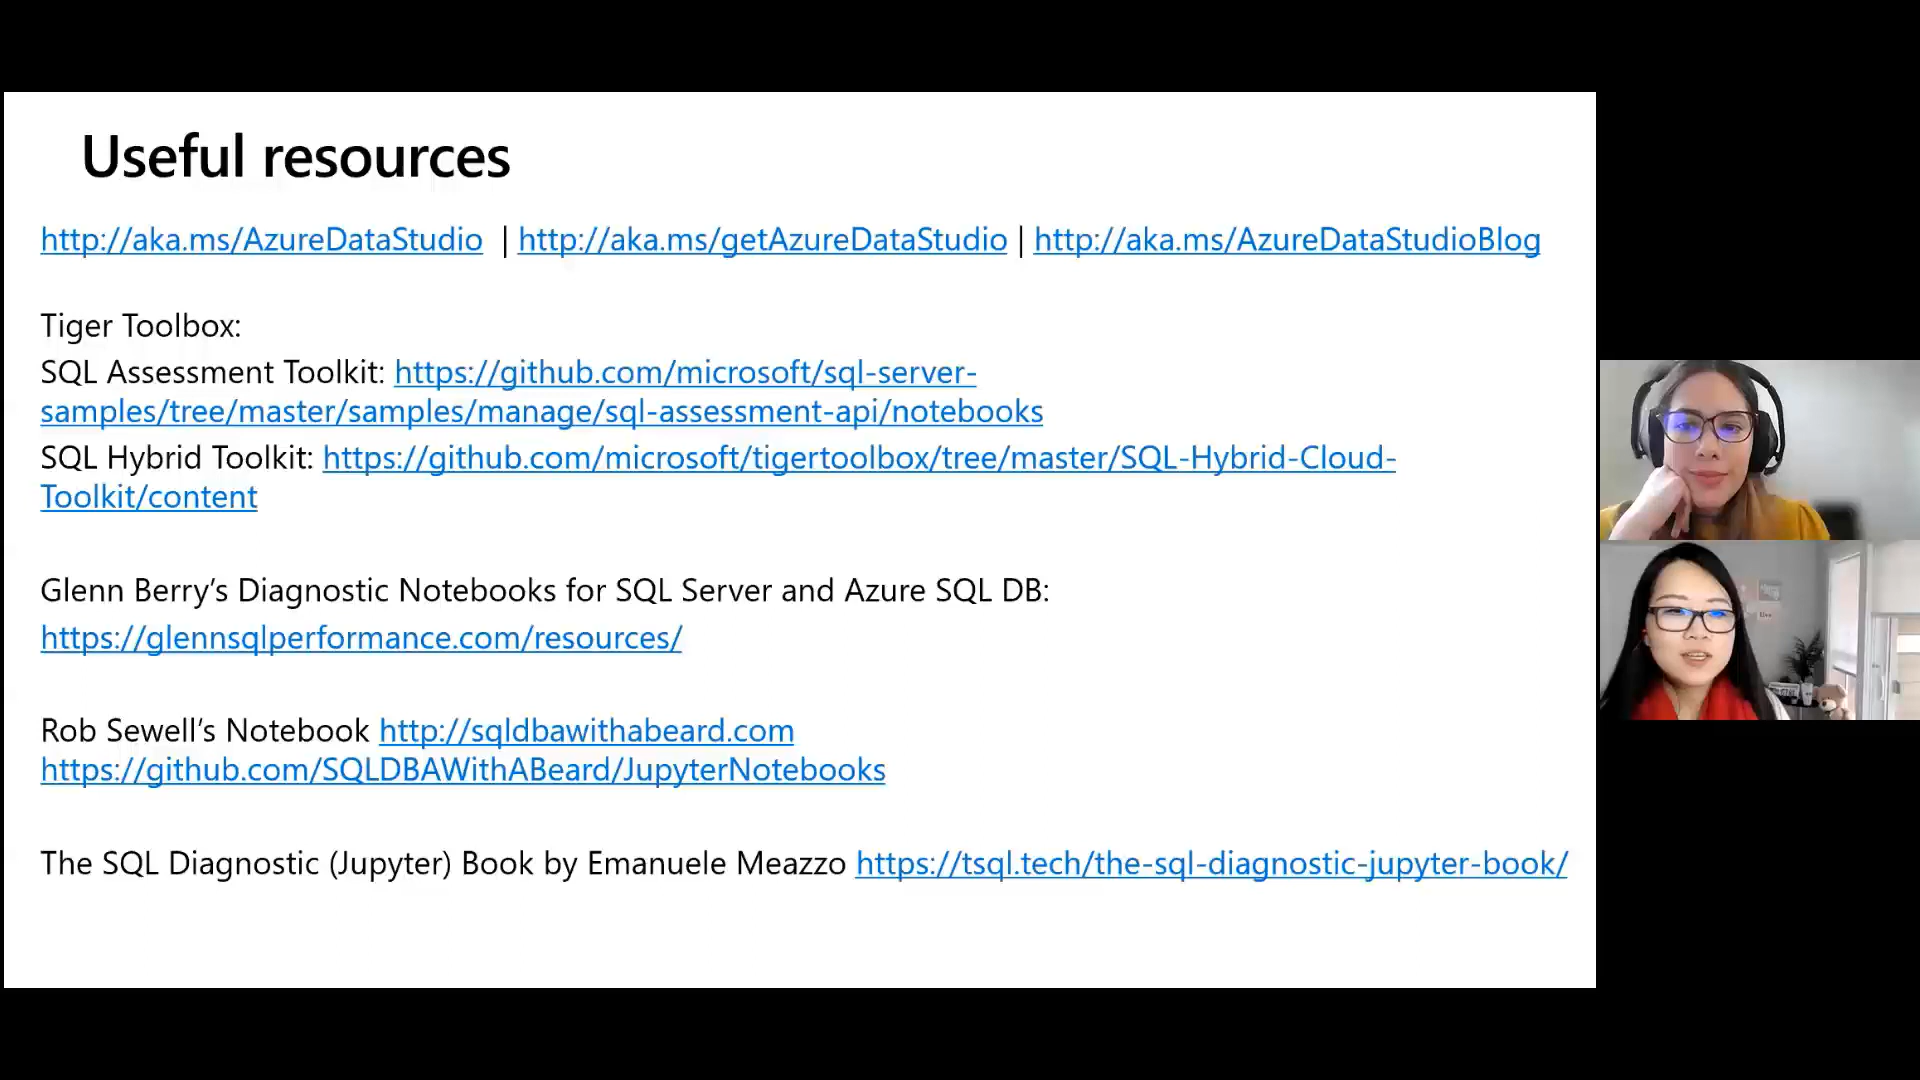 Useful resources
http://aka.ms/AzureDataStudio | http://aka.ms/getAzureDataStudio | http://aka.ms/AzureDataStudioBlog
Tiger Toolbox:
SQL Assessment Toolkit: https://github.com/microsoft/sql-server-
samples/tree/master/samples/manage/sql-assessment-api/notebooks
SQL Hybrid Toolkit: https://github.com/microsoft/tigertoolbox/tree/master/SQL-Hybrid-Cloud-
Toolkit/content
Glenn Berry’s Diagnostic Notebooks for SQL Server and Azure SQL DB:
https://glennsqlperformance.com/resources/
Rob Sewell’s Notebook http://sqldbawithabeard.com
https://github.com/SQLDBAWithABeard/JupyterNotebooks
The SQL Diagnostic (Jupyter) Book by Emanuele Meazzo https://tsql.tech/the-sql-diagnostic-jupyter-book/